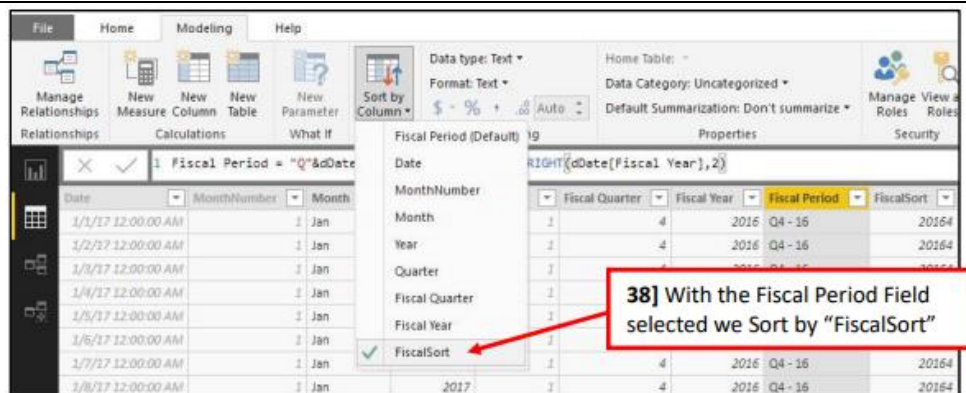 File Home Modeling Help
Manage Relationships New Measure New Column New Table New Parameter Sort by Column Data type: Text Home Table:
Format: Text Data Category: Uncategorized
$ - % , .00 Auto Default Summarization: Don't summarize Manage Roles View a Roles
Relationships Calculations What If Properties Security
Fiscal Period (Default)
Date
MonthNumber
Month
Year
Quarter
Fiscal Quarter
Fiscal Year
FiscalSort
1 Fiscal Period = "Q"&dDate RIGHT(dDate[Fiscal Year],2)
Date MonthNumber Month Fiscal Quarter Fiscal Year Fiscal Period FiscalSort
1/1/17 12:00:00 AM 1 Jan 1 4 2016 Q4 - 16 20164
1/2/17 12:00:00 AM 1 Jan 1 4 2016 Q4 - 16 20164
1/3/17 12:00:00 AM 1 Jan 1
1/4/17 12:00:00 AM 1 Jan 1
1/5/17 12:00:00 AM 1 Jan 1
1/6/17 12:00:00 AM 1 Jan 1
1/7/17 12:00:00 AM 1 Jan 1 4 2016 Q4 - 16 20164
1/8/17 12:00:00 AM 1 Jan 2017 1 4 2016 Q4 - 16 20164
38] With the Fiscal Period Field
selected we Sort by “FiscalSort”